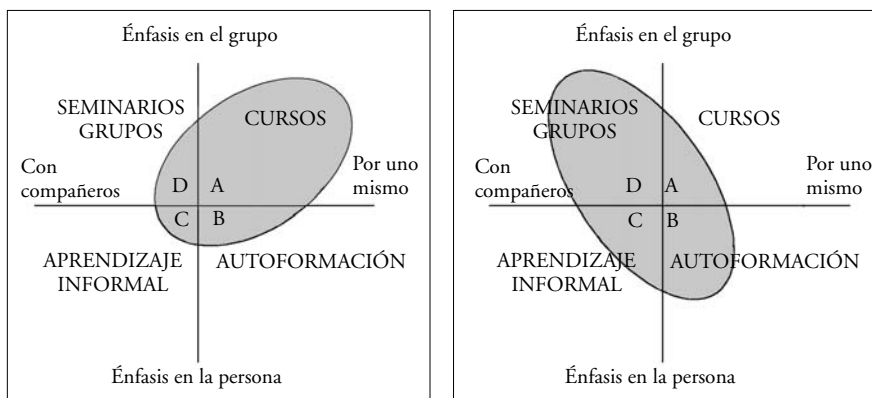 Énfasis en el grupo
SEMINARIOS
GRUPOS
CURSOS
Con
compañeros
D A
Por uno
mismo
C B
APRENDIZAJE
INFORMAL
AUTOFORMACIÓN
Énfasis en la persona
Énfasis en el grupo
SEMINARIOS
GRUPOS
CURSOS
Con
compañeros
D A
Por uno
mismo
C B
APRENDIZAJE
INFORMAL
AUTOFORMACIÓN
Énfasis en la persona